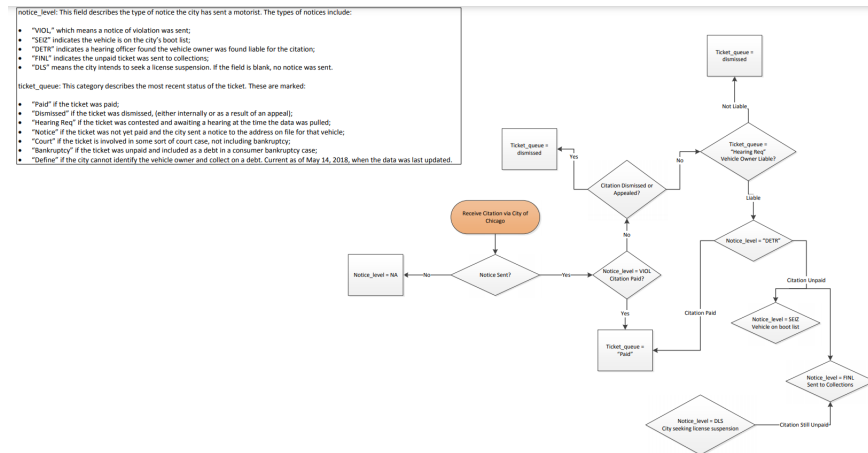 notice_level: This field describes the type of notice the city has sent a motorist. The types of notices include:
• "VIOL," which means a notice of violation was sent;
• "SEIZ" indicates the vehicle is on the city's boot list;
• "DETR" indicates a hearing officer found the vehicle owner was found liable for the citation;
• "FINL" indicates the unpaid ticket was sent to collections;
• "DLS" means the city intends to seek a license suspension. If the field is blank, no notice was sent.
ticket_queue: This category describes the most recent status of the ticket. These are marked:
• "Paid" if the ticket was paid;
• "Dismissed" if the ticket was dismissed, (either internally or as a result of an appeal);
• "Hearing Req" if the ticket was contested and awaiting a hearing at the time the data was pulled;
• "Notice" if the ticket was not yet paid and the city sent a notice to the address on file for that vehicle;
• "Court" if the ticket is involved in some sort of court case, not including bankruptcy;
• "Bankruptcy" if the ticket was unpaid and included as a debt in a consumer bankruptcy case;
• "Define" if the city cannot identify the vehicle owner and collect on a debt. Current as of May 14, 2018, when the data was last updated.
Ticket_queue =
dismissed
Not Liable
Ticket_queue =
dismissed
Yes
Citation Dismissed or
Appealed?
No
Ticket_queue =
"Hearing Req"
Vehicle Owner Liable?
Liable
Receive Citation via City of
Chicago
No
Notice_level = "DETR"
Notice_level = NA
No
Notice Sent?
Yes
Notice_level = VIOL
Citation Paid?
Citation Unpaid
Yes
Citation Paid
Notice_level = SEIZ
Vehicle on boot list
Ticket_queue =
"Paid"
Notice_level = FINL
Sent to Collections
Notice_level = DLS
City seeking license suspension
Citation Still Unpaid